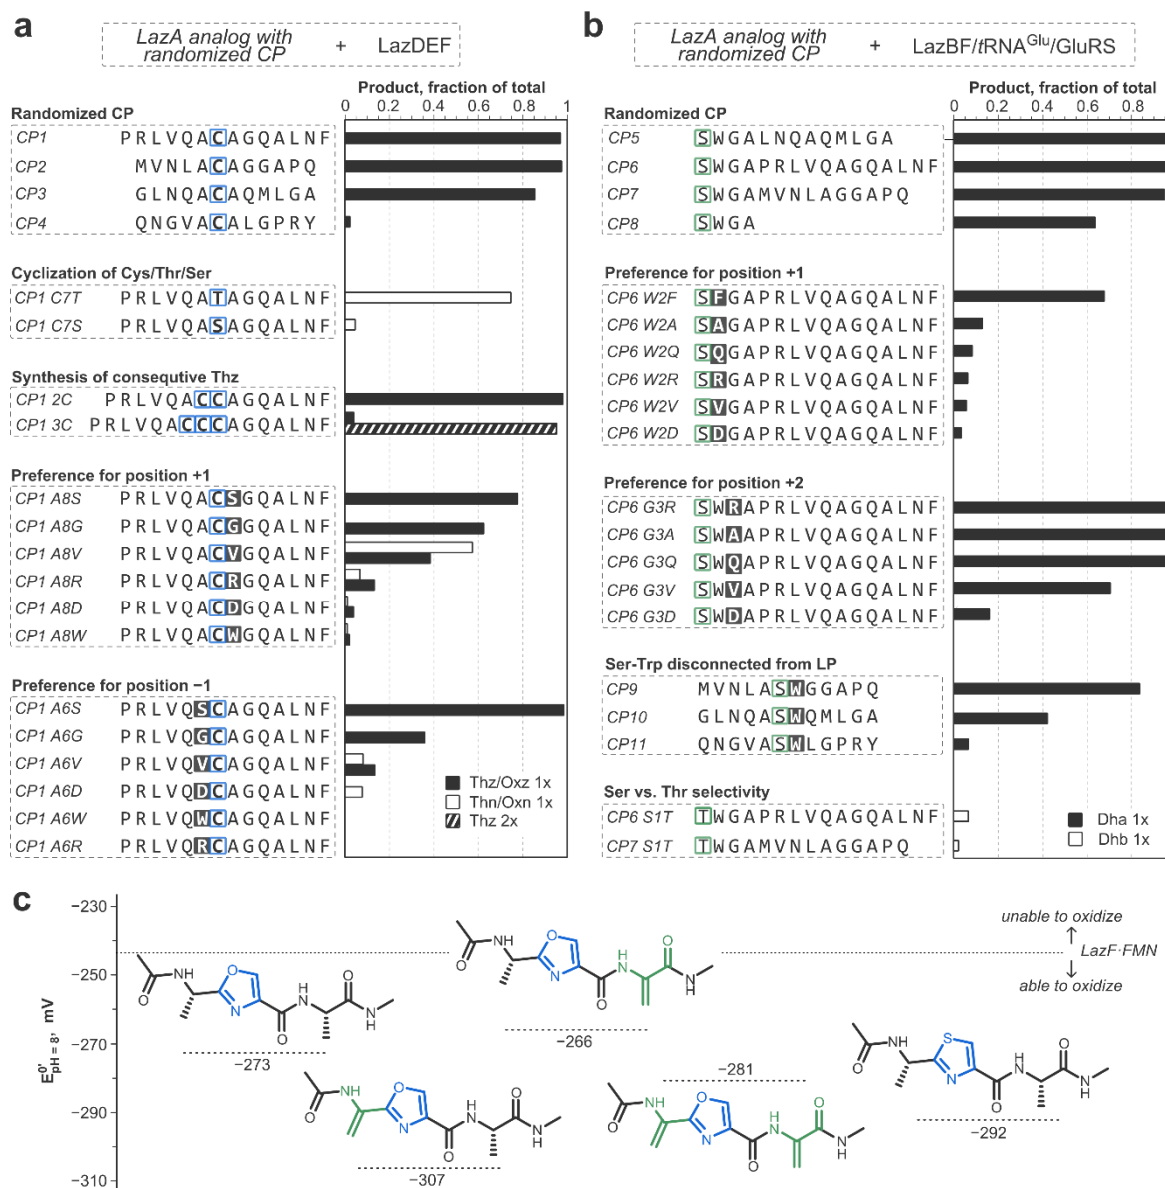 a
LazA analog with
randomized CP
+ LazDEF
Product, fraction of total
0 0.2 0.4 0.6 0.8 1
Randomized CP
CP1 PRLVQACAGQALNF
CP2 MVNLACAGGAPQ
CP3 GLNQACAQMLGA
CP4 QNGVACALGPRY
Cyclization of Cys/Thr/Ser
CP1 C7T PRLVQATAGQALNF
CP1 C7S PRLVQASAGQALNF
Synthesis of consequtive Thz
CP1 2C PRLVQACCAGQALNF
CP1 3C PRLVQACCCAGQALNF
Preference for position +1
CP1 A8S PRLVQACSGQALNF
CP1 A8G PRLVQACGGQALNF
CP1 A8V PRLVQACVGQALNF
CP1 A8R PRLVQACRGQALNF
CP1 A8D PRLVQACDGQALNF
CP1 A8W PRLVQACWGQALNF
Preference for position −1
CP1 A6S PRLVQSCAGQALNF
CP1 A6G PRLVQGCAGQALNF
CP1 A6V PRLVQVCAGQALNF
CP1 A6D PRLVQDCAGQALNF
CP1 A6W PRLVQWCAGQALNF
CP1 A6R PRLVQRCAGQALNF
Thz/Oxz 1x
Thn/Oxn 1x
Thz 2x
b
LazA analog with
randomized CP
+ LazBF/tRNAGlu/GluRS
Product, fraction of total
0 0.2 0.4 0.6 0.8
Randomized CP
CP5 SWGALNQAQMLGA
CP6 SWGAPRLVQAGQALNF
CP7 SWGAMVNLAGGAPQ
CP8 SWGA
Preference for position +1
CP6 W2F SFGAPRLVQAGQALNF
CP6 W2A SAGAPRLVQAGQALNF
CP6 W2Q SQGAPRLVQAGQALNF
CP6 W2R SRGAPRLVQAGQALNF
CP6 W2V SVGAPRLVQAGQALNF
CP6 W2D SDGAPRLVQAGQALNF
Preference for position +2
CP6 G3R SWRAPRLVQAGQALNF
CP6 G3A SWAAPRLVQAGQALNF
CP6 G3Q SWQAPRLVQAGQALNF
CP6 G3V SWVAPRLVQAGQALNF
CP6 G3D SWDAPRLVQAGQALNF
Ser-Trp disconnected from LP
CP9 MVNLASWGGAPQ
CP10 GLNQASWQMLGA
CP11 QNGVASWLGPRY
Ser vs. Thr selectivity
CP6 S1T TWGAPRLVQAGQALNF
CP7 S1T TWGAMVNLAGGAPQ
Dha 1x
Dhb 1x
c
E0'pH = 8, mV
−230
−250
−270
−290
−310
unable to oxidize
LazF·FMN
able to oxidize
O NH O N O N H O N H
−273
O NH O N O H N O N H
−266
O NH O N O H N O N H
−307
O NH O N O H N O N H
−281
O NH S N O H N O N H
−292